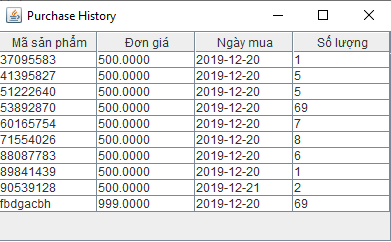 Purchase History
Mã sản phẩm Đơn giá Ngày mua Số lượng
37095583 500.0000 2019-12-20 1
41395827 500.0000 2019-12-20 5
51222640 500.0000 2019-12-20 5
53892870 500.0000 2019-12-20 69
60165754 500.0000 2019-12-20 7
71554026 500.0000 2019-12-20 8
88087783 500.0000 2019-12-20 6
89841439 500.0000 2019-12-20 1
90539128 500.0000 2019-12-21 2
fbdgacbh 999.0000 2019-12-20 69